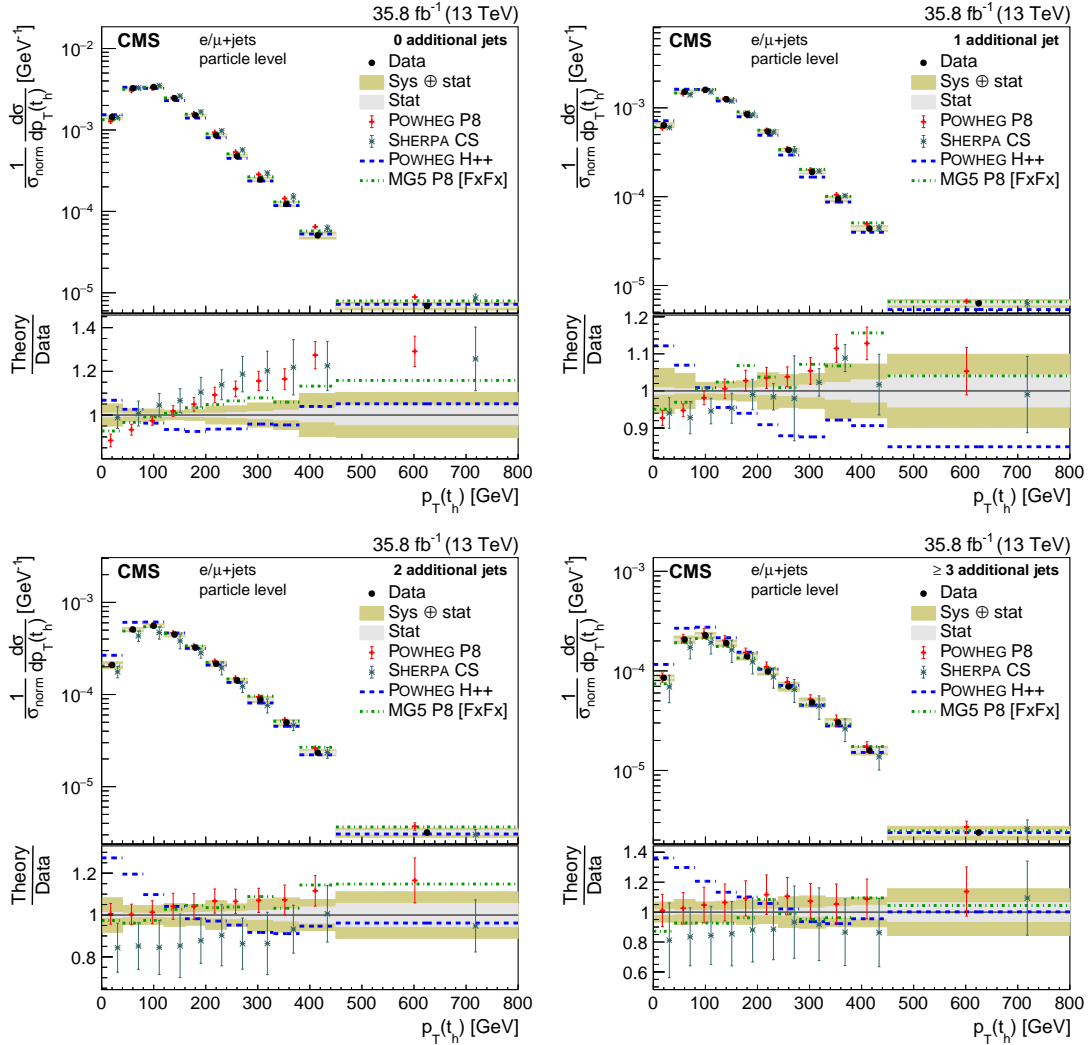 35.8 fb⁻¹ (13 TeV)
CMS
e/μ+jets
particle level
0 additional jets
Data
Sys ⊕ stat
Stat
POWHEG P8
SHERPA CS
POWHEG H++
MG5 P8 [FxFx]
1/σnorm dσ/dpT(th) [GeV⁻¹]
10⁻²
10⁻³
10⁻⁴
10⁻⁵
Theory/Data
1.4
1.2
1
0 100 200 300 400 500 600 700 800
pT(th) [GeV]
35.8 fb⁻¹ (13 TeV)
CMS
e/μ+jets
particle level
1 additional jet
Data
Sys ⊕ stat
Stat
POWHEG P8
SHERPA CS
POWHEG H++
MG5 P8 [FxFx]
1/σnorm dσ/dpT(th) [GeV⁻¹]
10⁻³
10⁻⁴
10⁻⁵
Theory/Data
1.2
1.1
1
0.9
0 100 200 300 400 500 600 700 800
pT(th) [GeV]
35.8 fb⁻¹ (13 TeV)
CMS
e/μ+jets
particle level
2 additional jets
Data
Sys ⊕ stat
Stat
POWHEG P8
SHERPA CS
POWHEG H++
MG5 P8 [FxFx]
1/σnorm dσ/dpT(th) [GeV⁻¹]
10⁻³
10⁻⁴
10⁻⁵
Theory/Data
1.2
1
0.8
0 100 200 300 400 500 600 700 800
pT(th) [GeV]
35.8 fb⁻¹ (13 TeV)
CMS
e/μ+jets
particle level
≥ 3 additional jets
Data
Sys ⊕ stat
Stat
POWHEG P8
SHERPA CS
POWHEG H++
MG5 P8 [FxFx]
1/σnorm dσ/dpT(th) [GeV⁻¹]
10⁻³
10⁻⁴
10⁻⁵
Theory/Data
1.4
1.2
1.0
0.8
0.6
0 100 200 300 400 500 600 700 800
pT(th) [GeV]